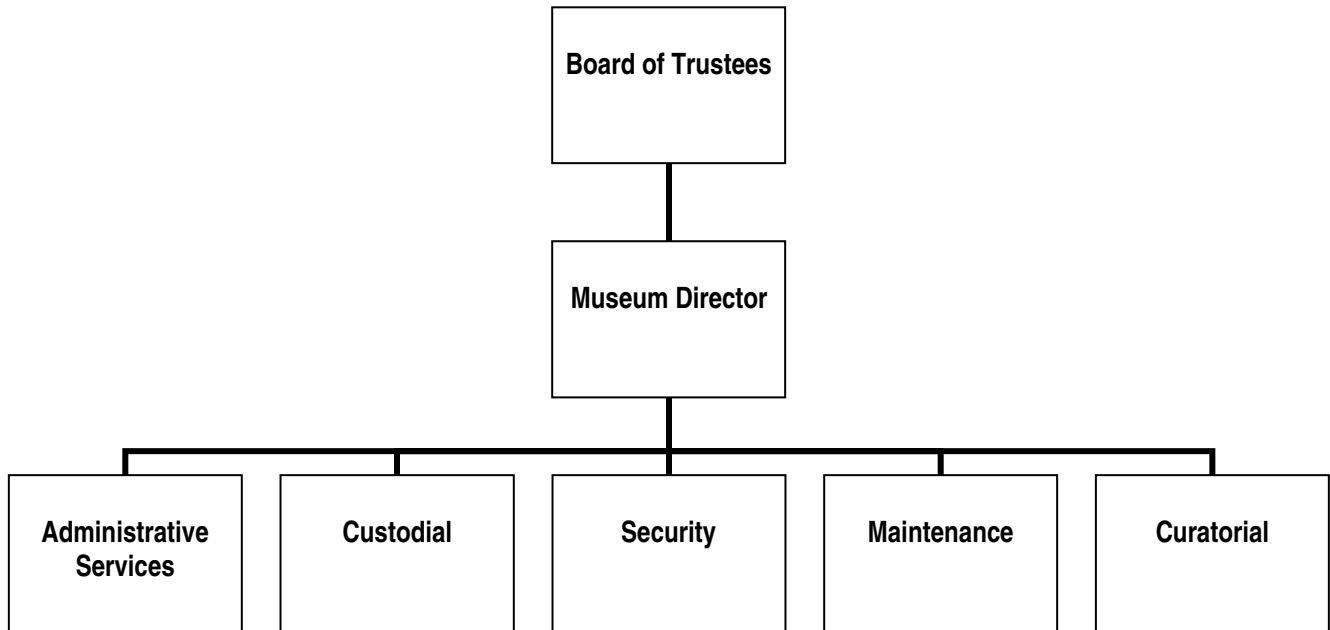 Board of Trustees
Museum Director
Administrative
Services
Custodial
Security
Maintenance
Curatorial